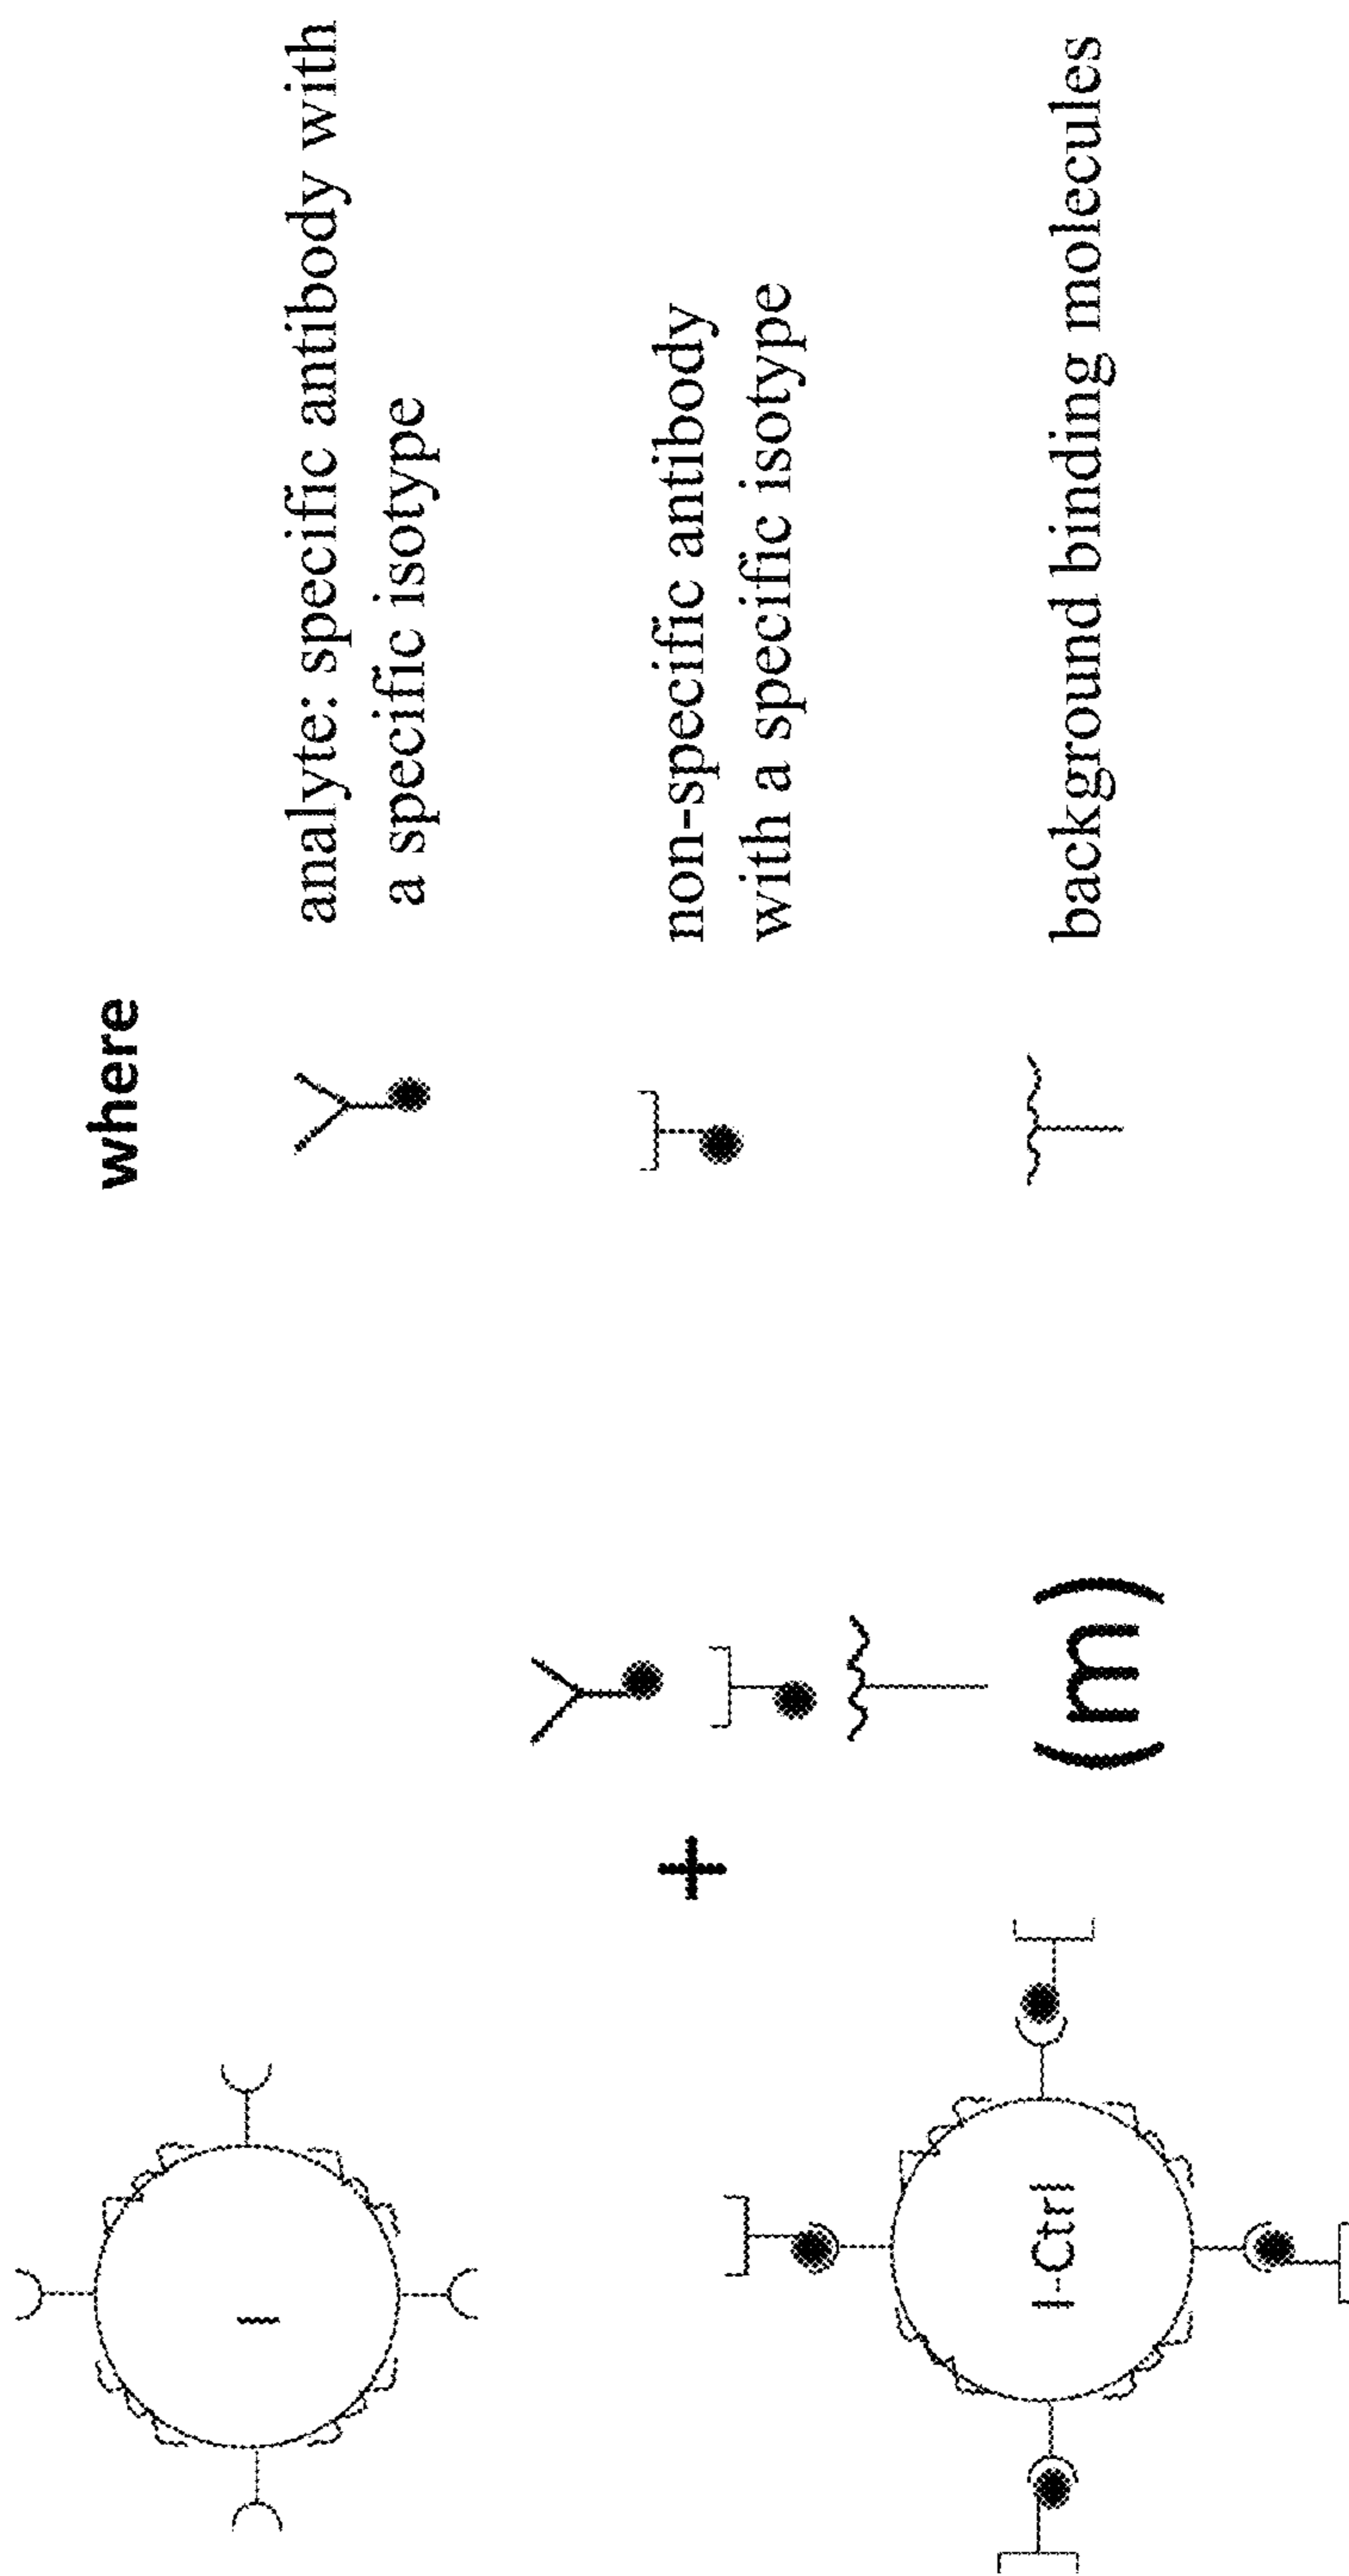 I
I-Ctrl
+
(m)
where
analyte: specific antibody with
a specific isotype
non-specific antibody
with a specific isotype
background binding molecules